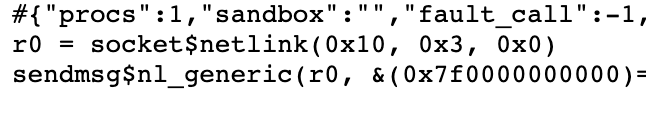 #{"procs":1,"sandbox":"","fault_call":-1,
r0 = socket$netlink(0x10, 0x3, 0x0)
sendmsg$nl_generic(r0, &(0x7f0000000000)=